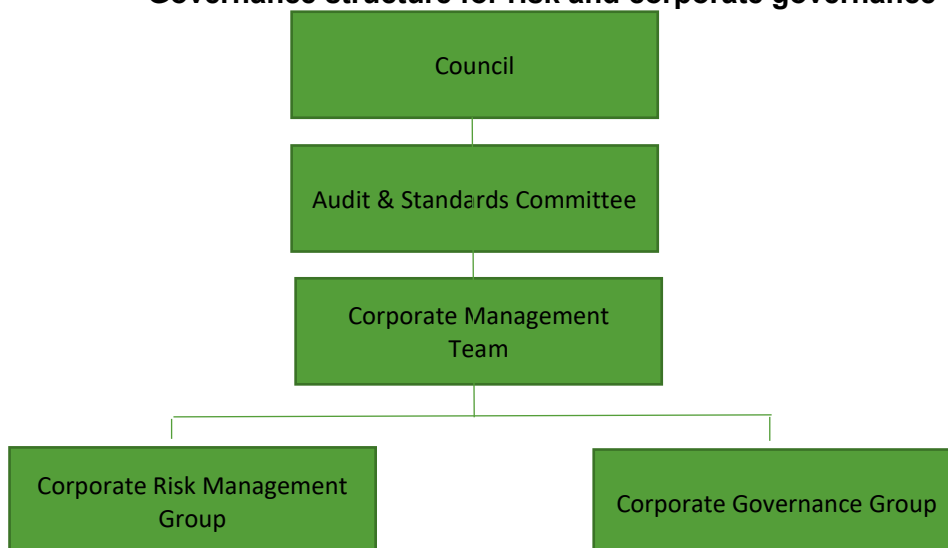 Governance structure for risk and corporate governance
Council
Audit & Standards Committee
Corporate Management
Team
Corporate Risk Management
Group
Corporate Governance Group